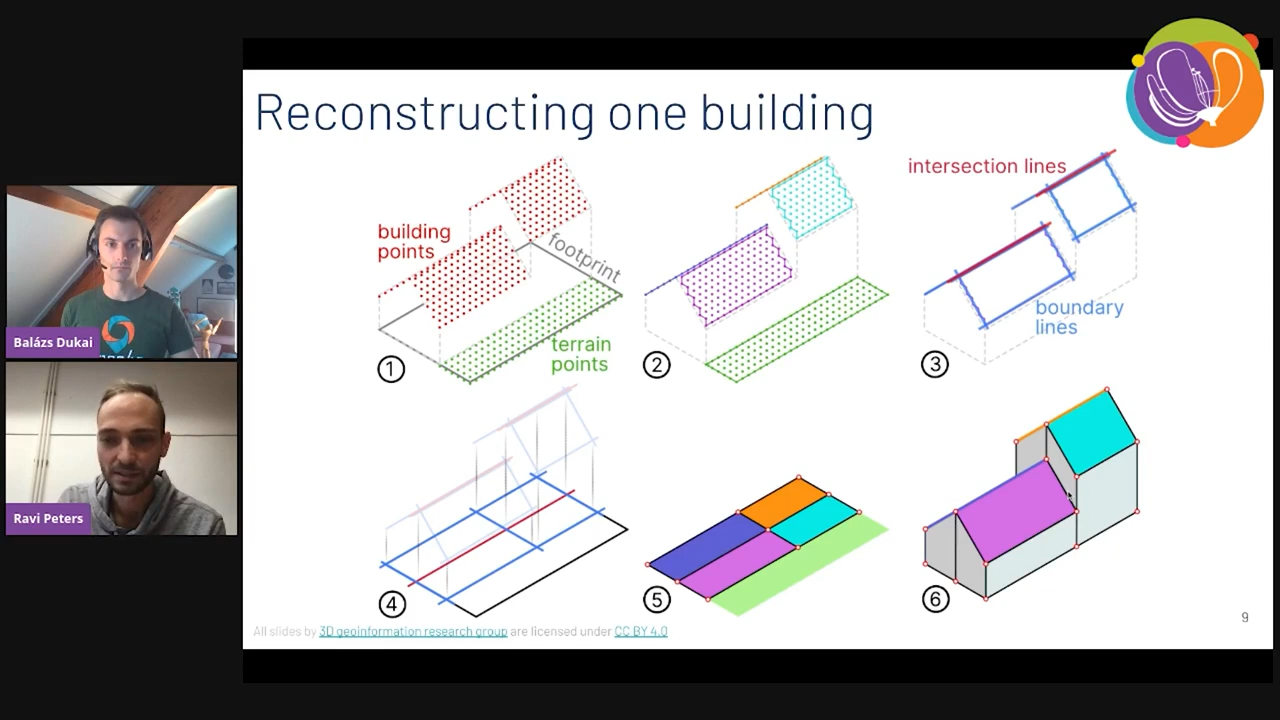 Reconstructing one building
building
points
footprint
terrain
points
1
2
intersection lines
boundary
lines
3
4
5
6
All slides by 3D geoinformation research group are licensed under CC BY 4.0
9
Balázs Dukai
Ravi Peters